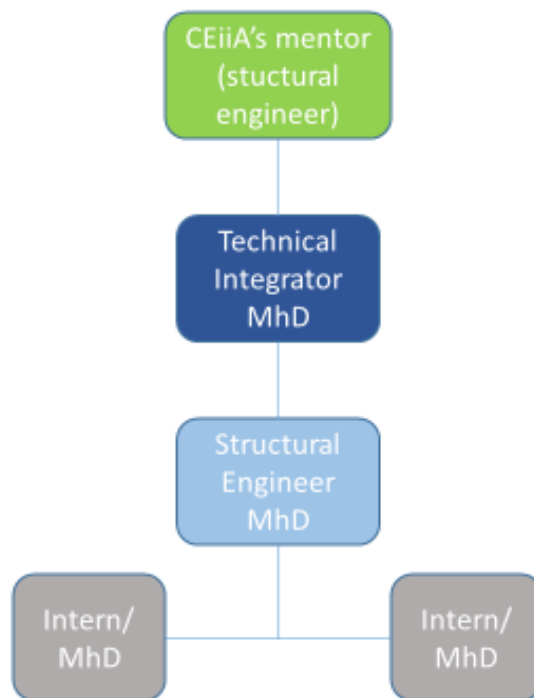 CEiiA's mentor
(stuctural
engineer)
Technical
Integrator
MhD
Structural
Engineer
MhD
Intern/
MhD
Intern/
MhD